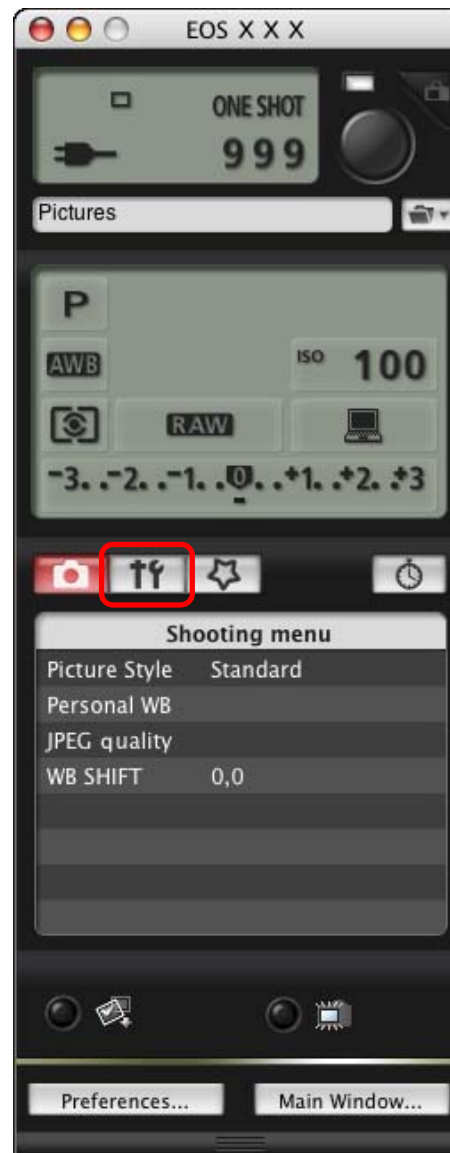 EOS X X X
ONE SHOT
999
Pictures
P
AWB
ISO 100
RAW
-3. .-2. .-1. .0. .+1. .+2. .+3
Shooting menu
Picture Style Standard
Personal WB
JPEG quality
WB SHIFT 0,0
Preferences... Main Window...